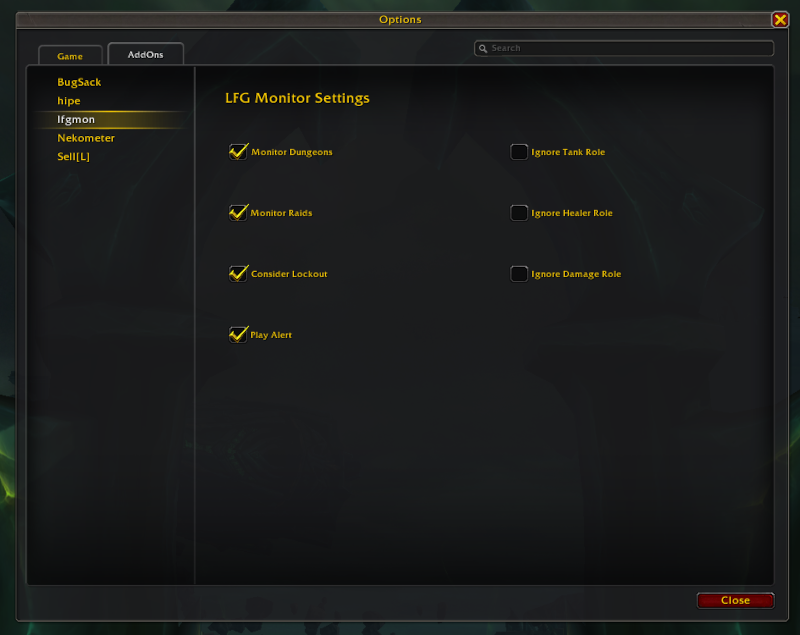 Options
Game
AddOns
Search
BugSack
hipe
lfgmon
Nekometer
Sell[L]
LFG Monitor Settings
Monitor Dungeons
Ignore Tank Role
Monitor Raids
Ignore Healer Role
Consider Lockout
Ignore Damage Role
Play Alert
Close